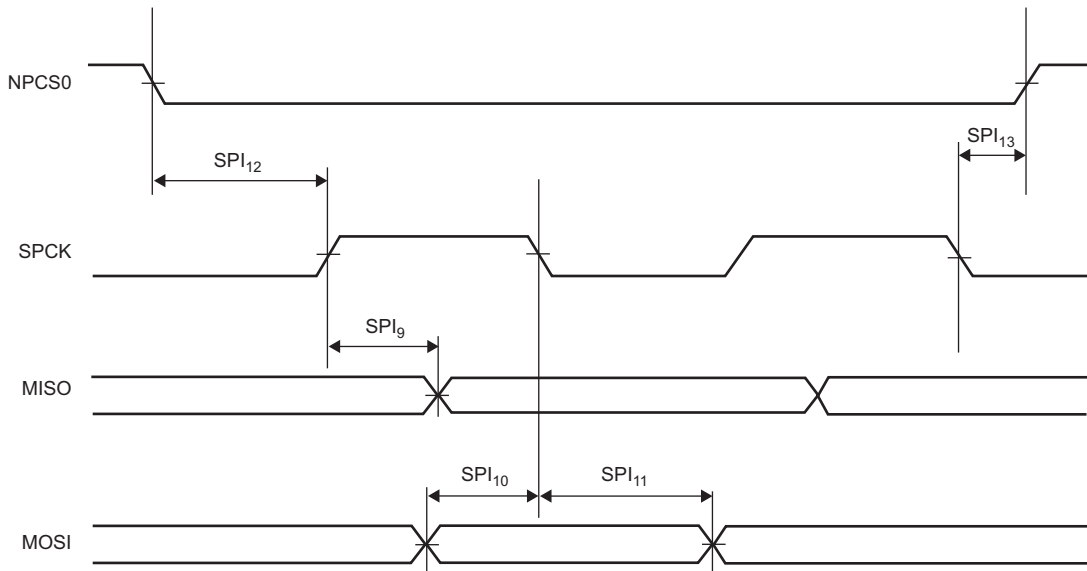 NPCS0
SPI₁₃
SPI₁₂
SPCK
SPI₉
MISO
SPI₁₀ SPI₁₁
MOSI